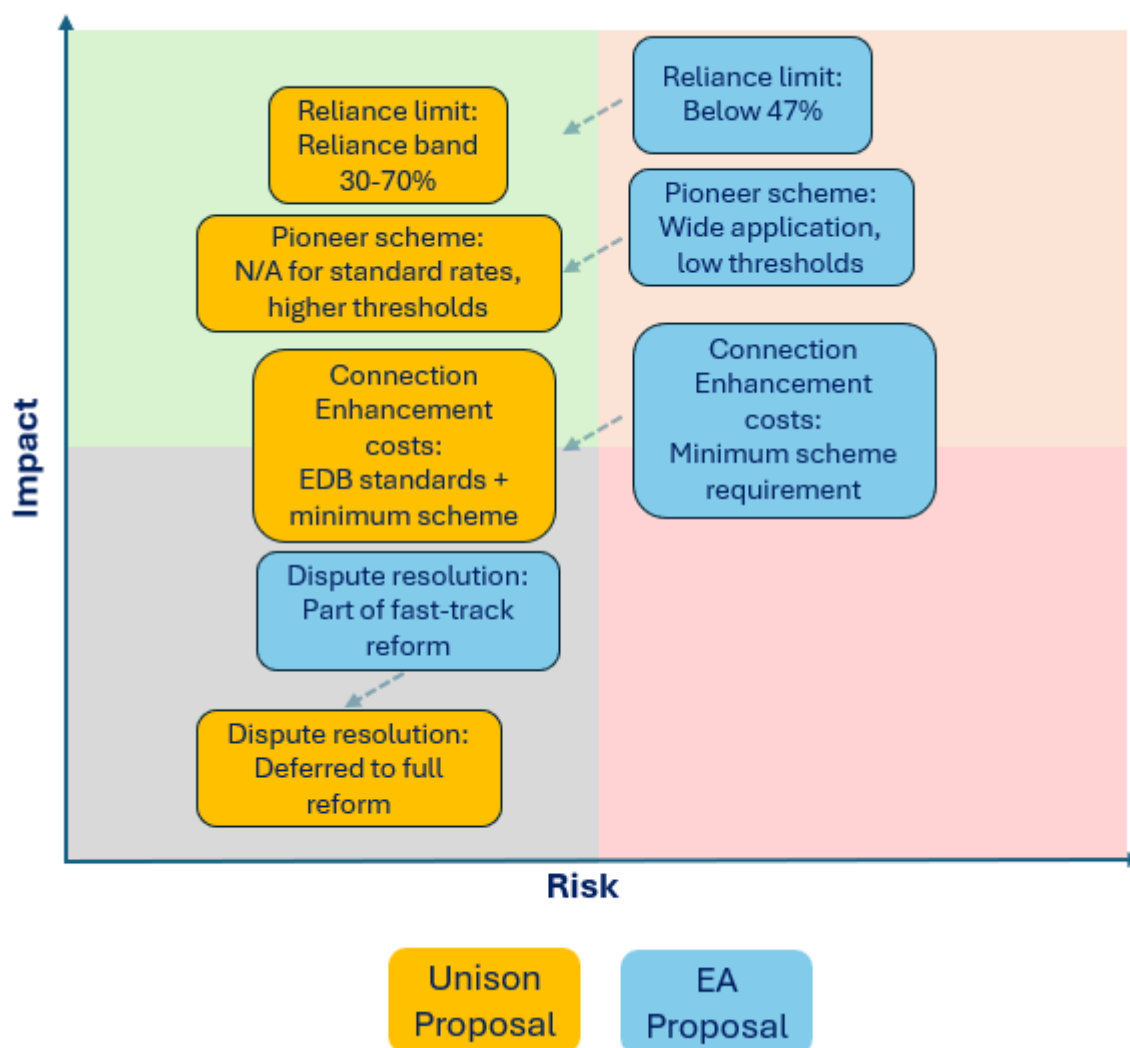 Reliance limit:
Below 47%
Reliance limit:
Reliance band
30-70%
Pioneer scheme:
Wide application,
low thresholds
Pioneer scheme:
N/A for standard rates,
higher thresholds
Connection
Enhancement
costs:
Minimum scheme
requirement
Connection
Enhancement
costs:
EDB standards +
minimum scheme
Dispute resolution:
Part of fast-track
reform
Dispute resolution:
Deferred to full
reform
Impact
Risk
Unison
Proposal
EA
Proposal